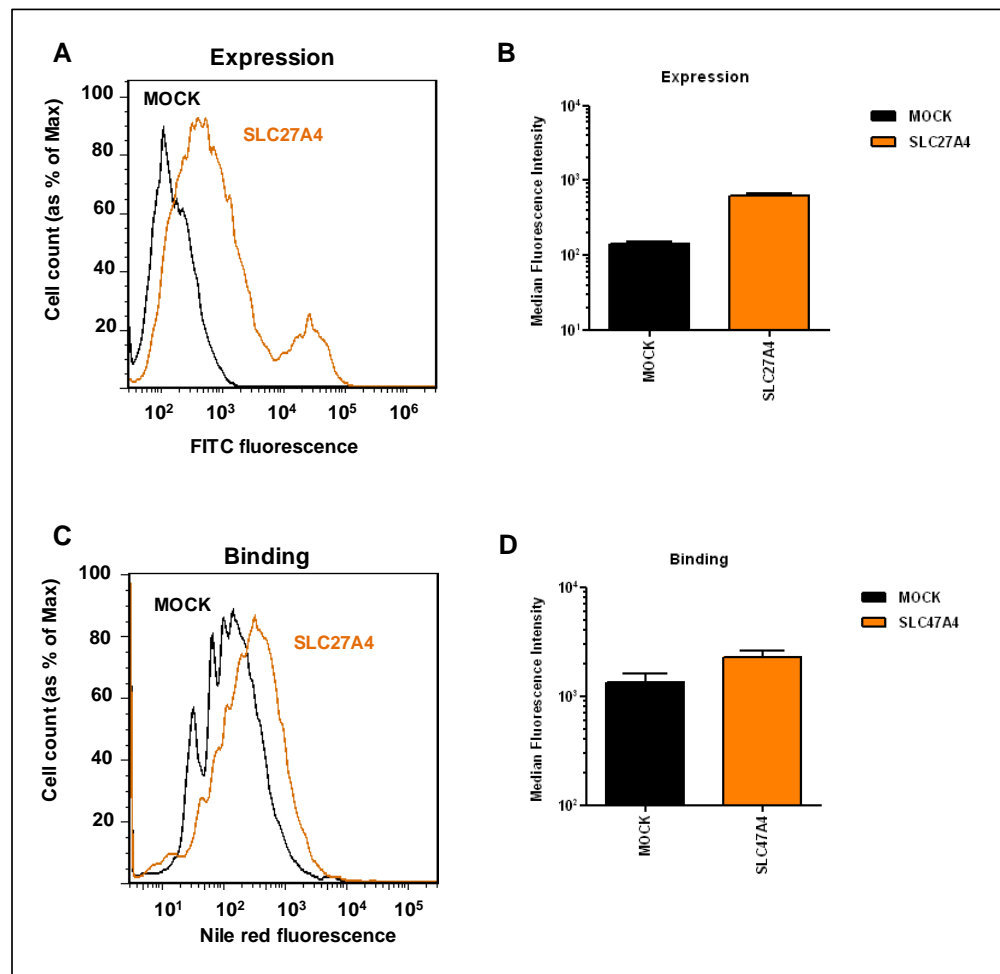 A
Expression
MOCK
SLC27A4
Cell count (as % of Max)
100
80
60
40
20
10²
10³
10⁴
10⁵
10⁶
FITC fluorescence
B
Expression
Median Fluorescence Intensity
10⁴
10³
10²
10¹
MOCK
SLC27A4
MOCK
SLC27A4
C
Binding
MOCK
SLC27A4
Cell count (as % of Max)
100
80
60
40
20
10¹
10²
10³
10⁴
10⁵
Nile red fluorescence
D
Binding
Median Fluorescence Intensity
10⁴
10³
10²
MOCK
SLC47A4
MOCK
SLC47A4